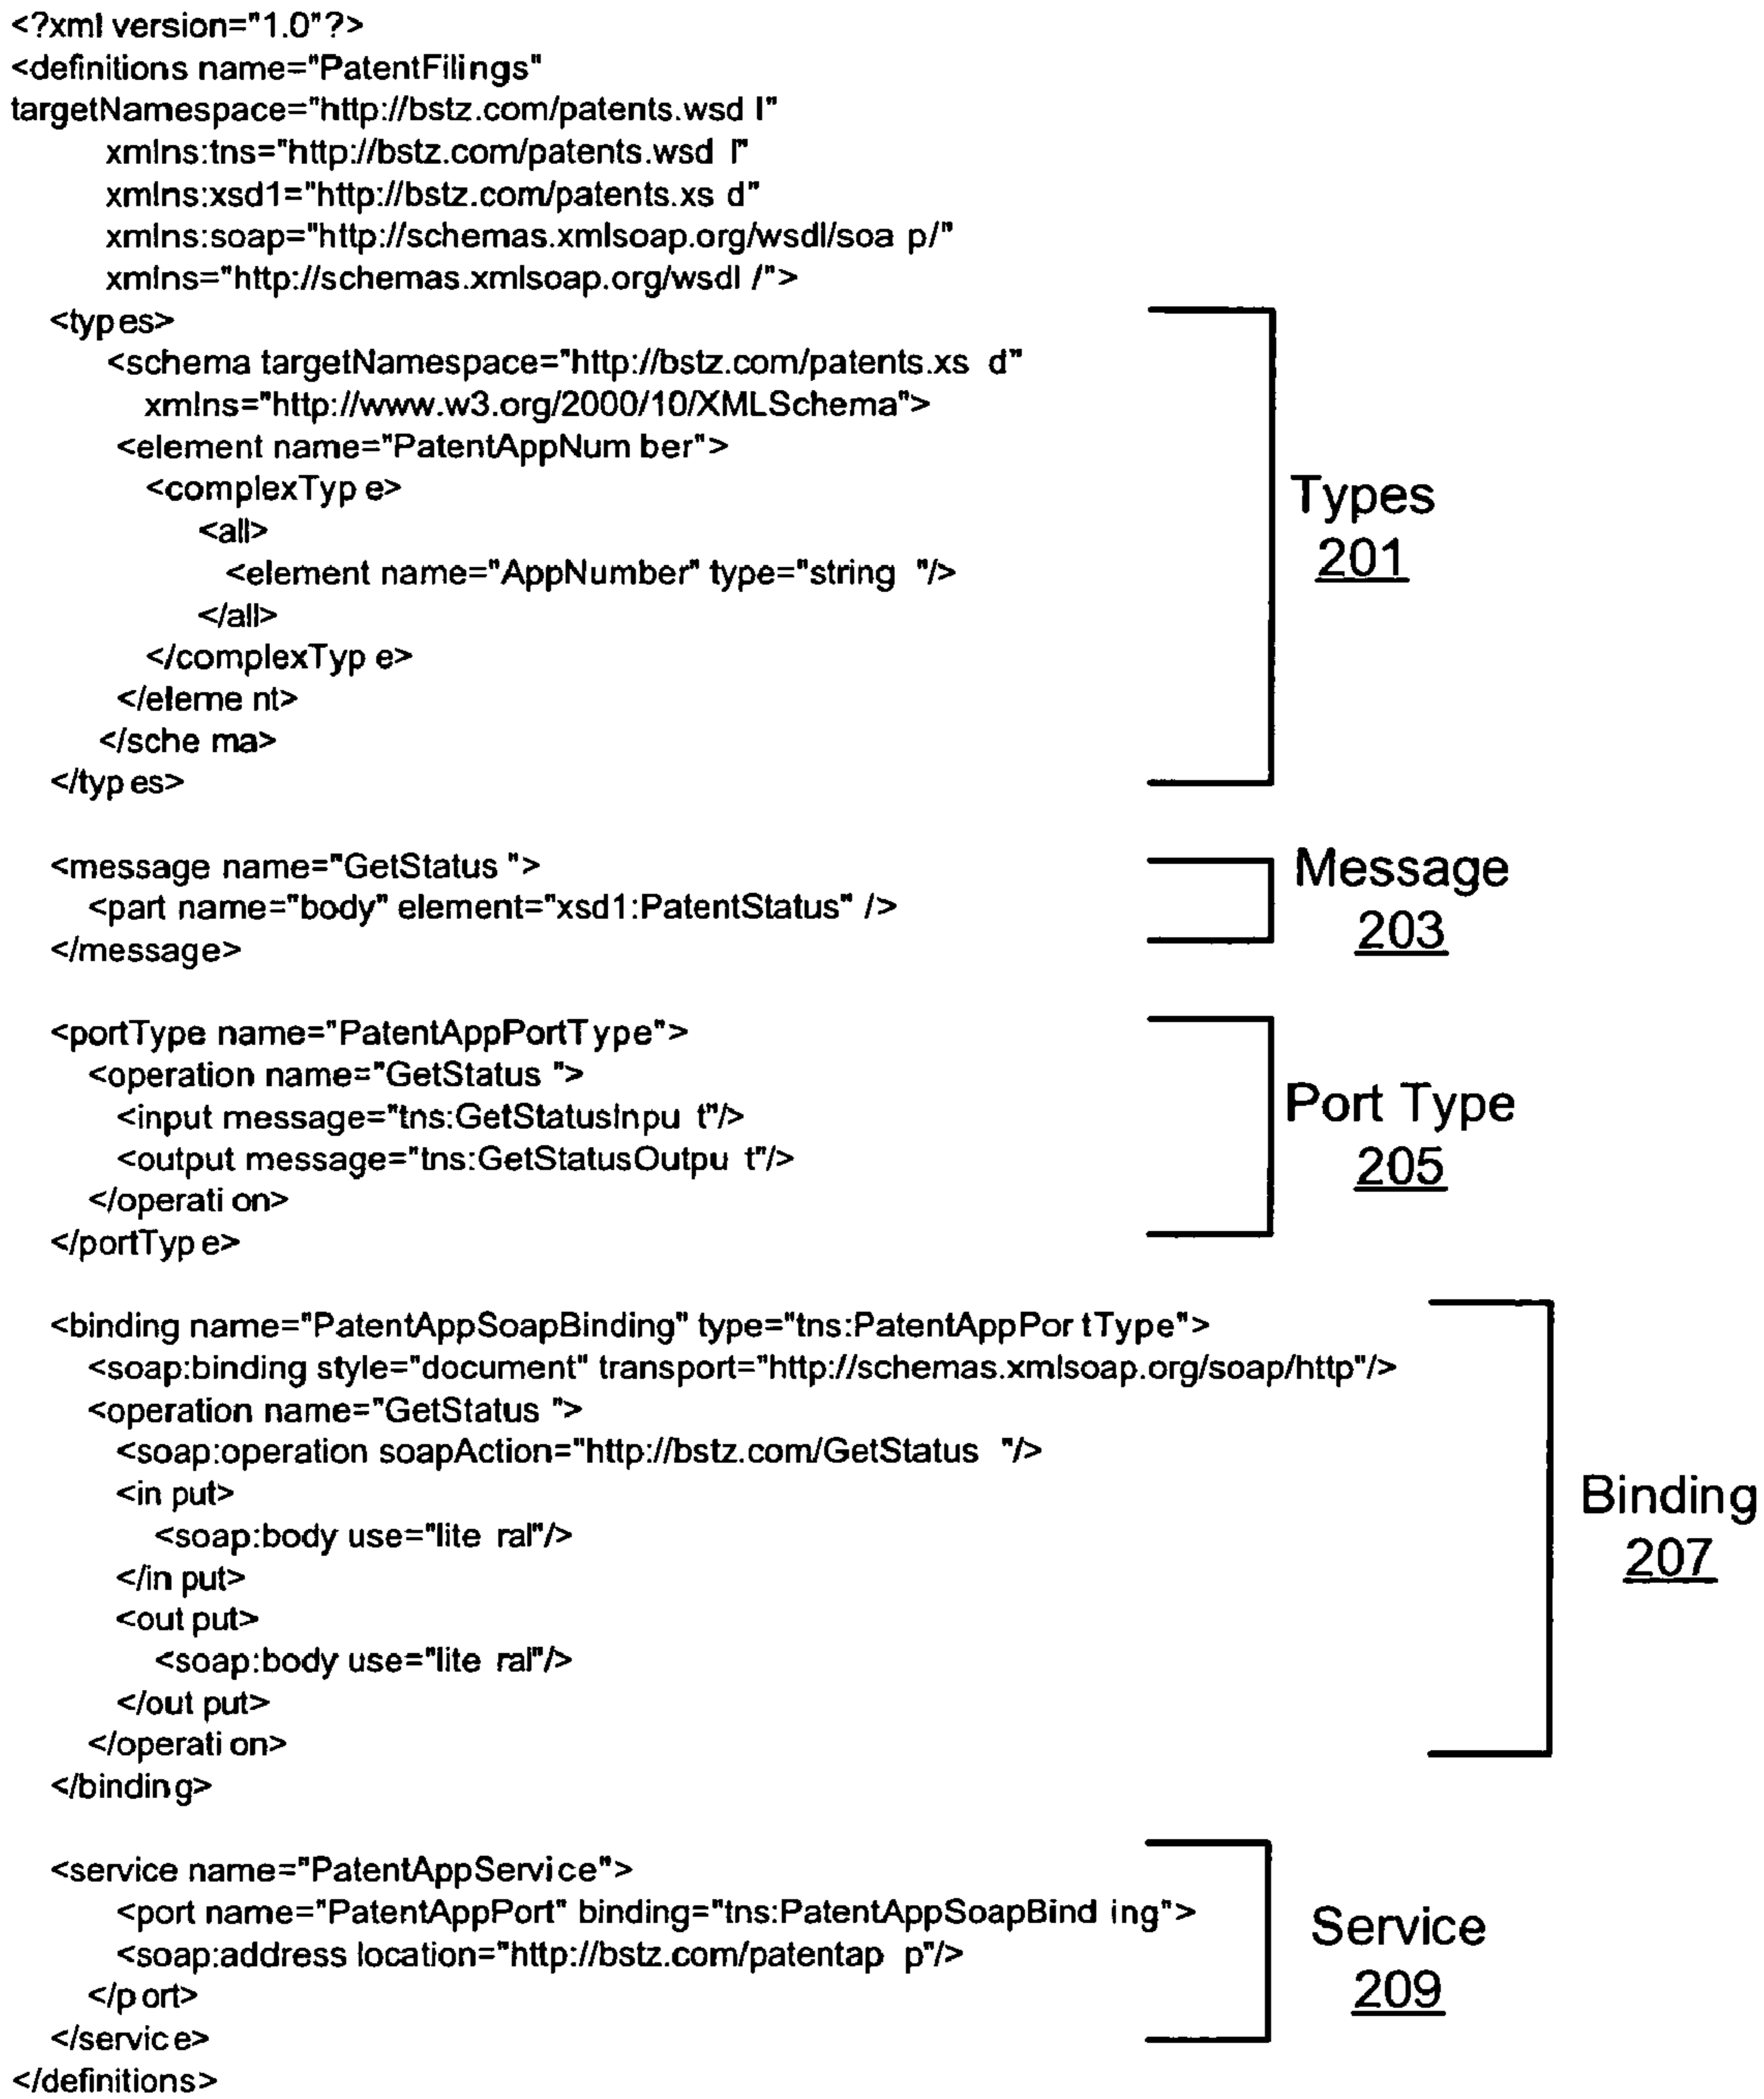 <?xml version="1.0"?>
<definitions name="PatentFilings"
targetNamespace="http://bstz.com/patents.wsd l"
xmlns:tns="http://bstz.com/patents.wsd l"
xmlns:xsd1="http://bstz.com/patents.xs d"
xmlns:soap="http://schemas.xmlsoap.org/wsdl/soa p/"
xmlns="http://schemas.xmlsoap.org/wsdl /">
<typ es>
<schema targetNamespace="http://bstz.com/patents.xs d"
xmlns="http://www.w3.org/2000/10/XMLSchema">
<element name="PatentAppNum ber">
<complexTyp e>
<all>
<element name="AppNumber" type="string "/>
</all>
</complexTyp e>
</eleme nt>
</sche ma>
</typ es>
Types
201
<message name="GetStatus ">
<part name="body" element="xsd1:PatentStatus" />
</message>
Message
203
<portType name="PatentAppPortType">
<operation name="GetStatus ">
<input message="tns:GetStatusInpu t"/>
<output message="tns:GetStatusOutpu t"/>
</operati on>
</portTyp e>
Port Type
205
<binding name="PatentAppSoapBinding" type="tns:PatentAppPor tType">
<soap:binding style="document" transport="http://schemas.xmlsoap.org/soap/http"/>
<operation name="GetStatus ">
<soap:operation soapAction="http://bstz.com/GetStatus "/>
<in put>
<soap:body use="lite ral"/>
</in put>
<out put>
<soap:body use="lite ral"/>
</out put>
</operati on>
</binding>
Binding
207
<service name="PatentAppService">
<port name="PatentAppPort" binding="tns:PatentAppSoapBind ing">
<soap:address location="http://bstz.com/patentap p"/>
</p ort>
</servic e>
</definitions>
Service
209